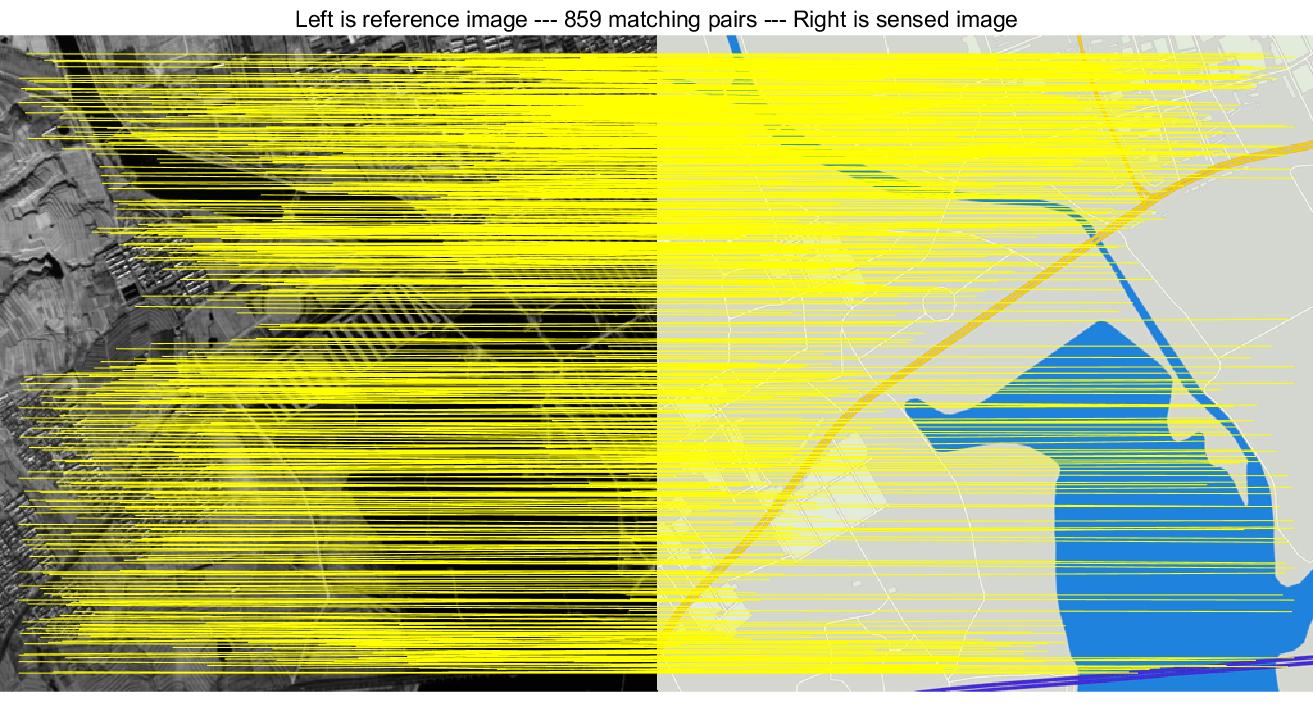 Left is reference image --- 859 matching pairs --- Right is sensed image